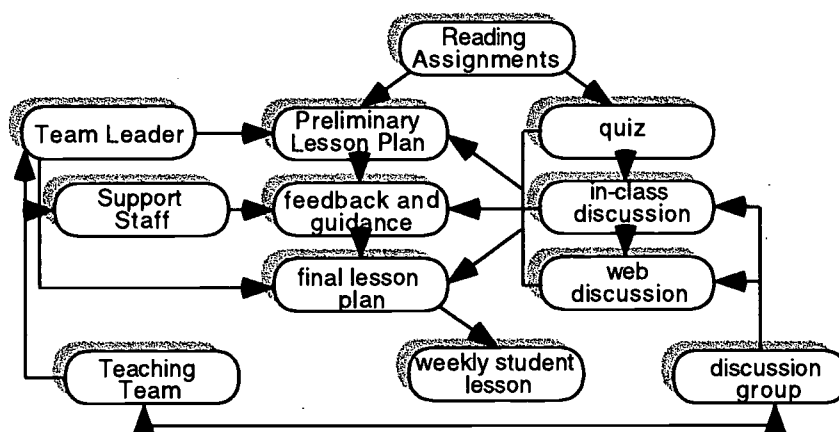 Reading
Assignments
Team Leader
Preliminary
Lesson Plan
quiz
Support
Staff
feedback and
guidance
in-class
discussion
final lesson
plan
web
discussion
Teaching
Team
weekly student
lesson
discussion
group